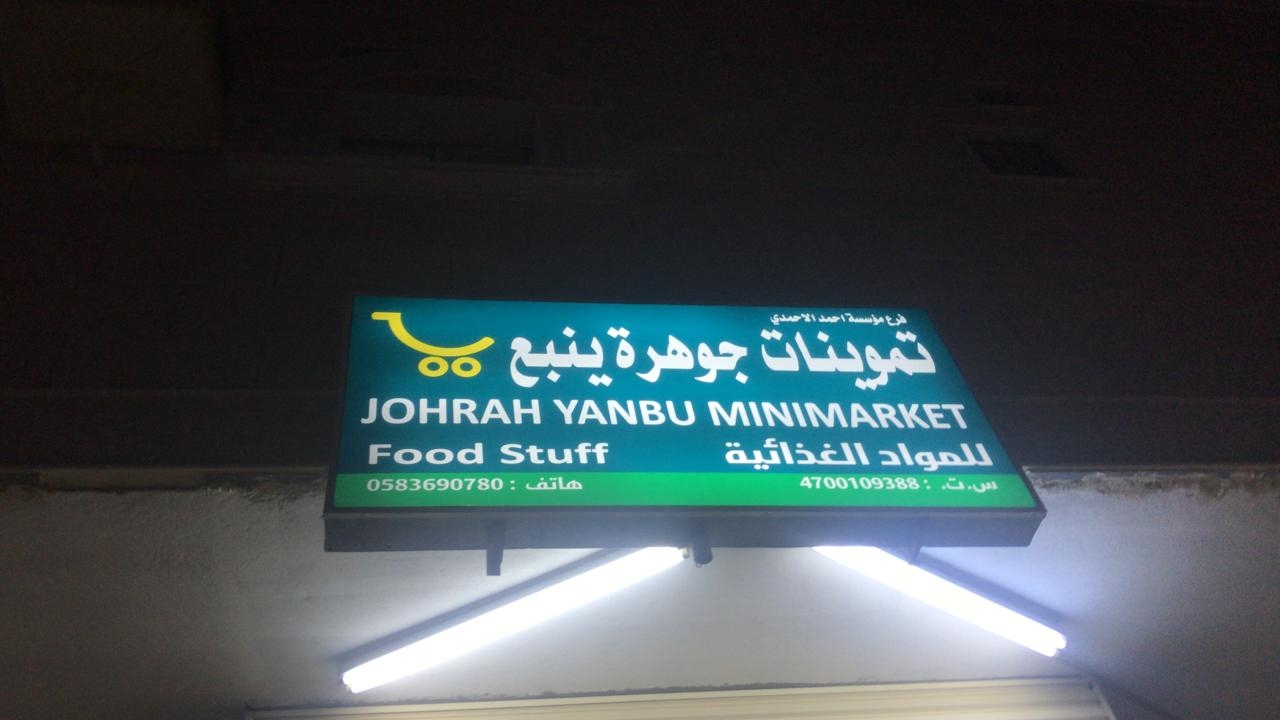 فرع مؤسسة احمد الاحمدي
تموينات جوهرة ينبع
JOHRAH YANBU MINIMARKET
Food Stuff للمواد الغذائية
هاتف : 0583690780 س.ت. : 4700109388